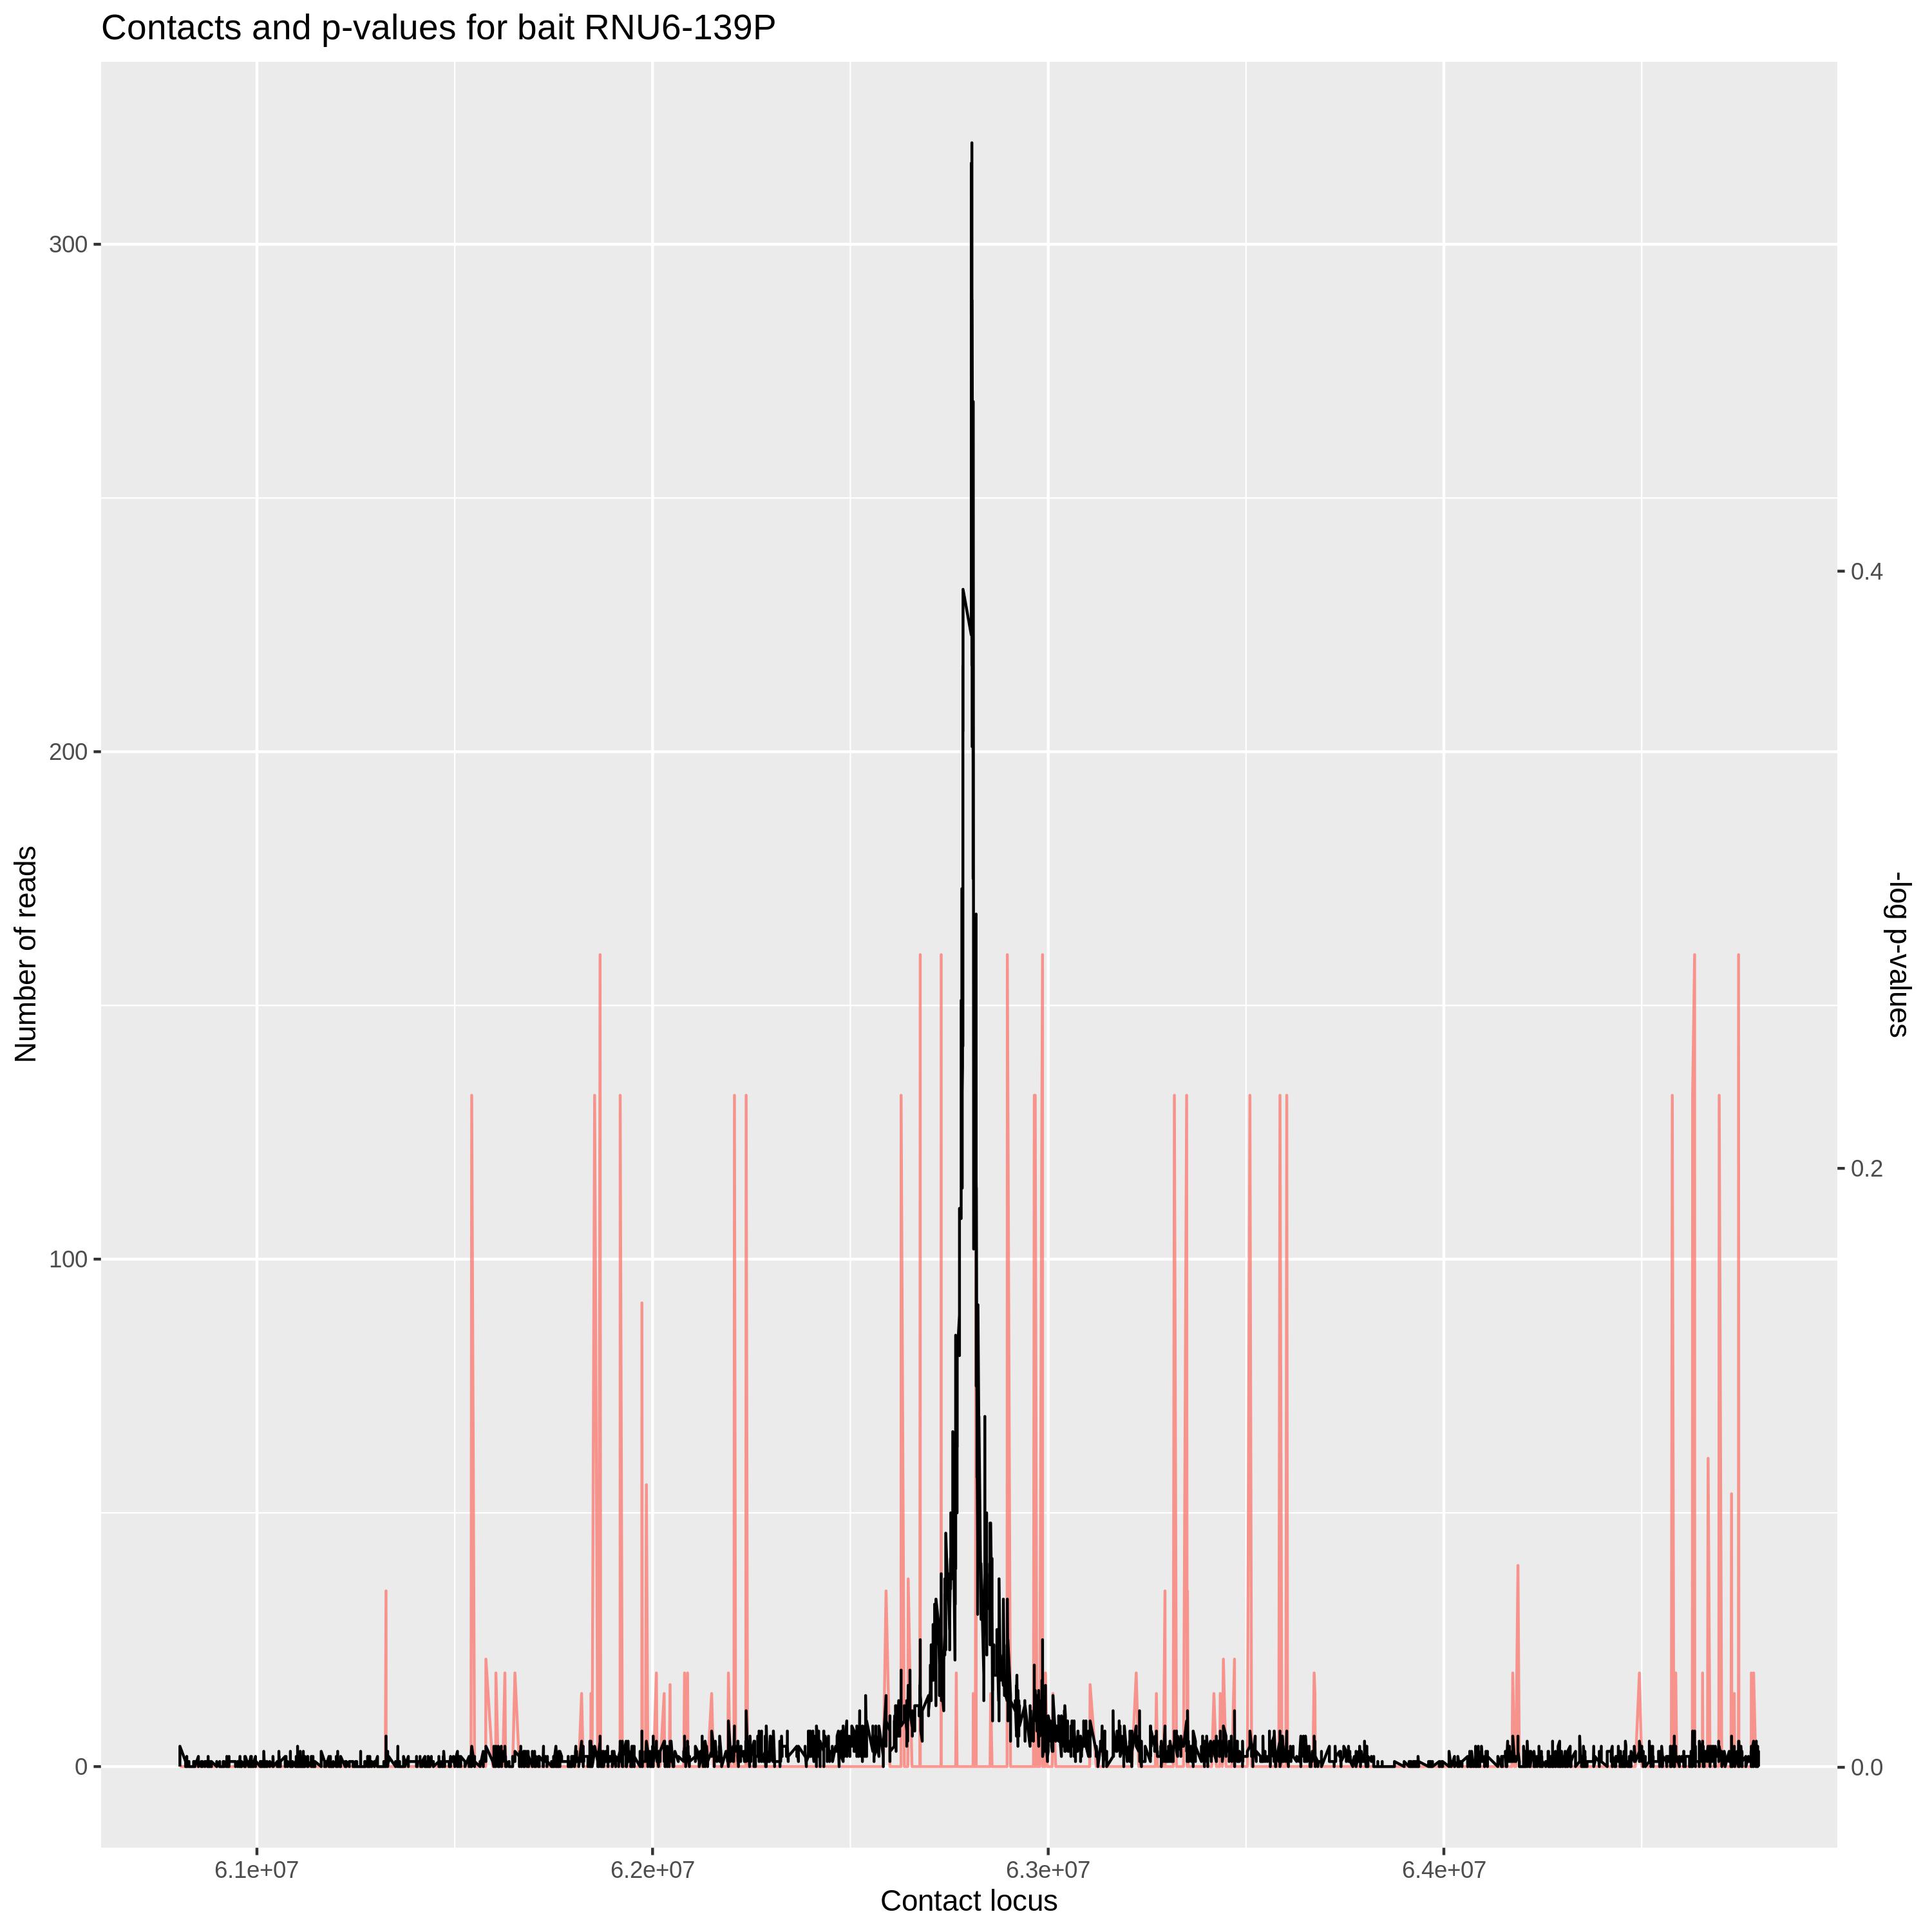 Contacts and p-values for bait RNU6-139P
300
200
100
0
Number of reads
0.4
0.2
0.0
-log p-values
6.1e+07 6.2e+07 6.3e+07 6.4e+07
Contact locus